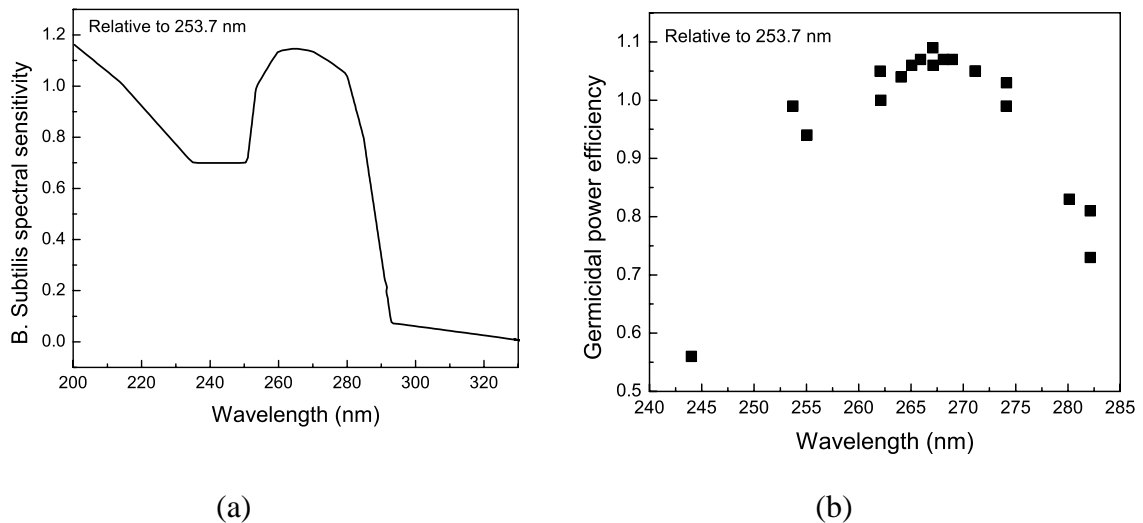 Relative to 253.7 nm
1.2
1.0
0.8
0.6
0.4
0.2
0.0
B. Subtilis spectral sensitivity
200 220 240 260 280 300 320
Wavelength (nm)
(a)
Relative to 253.7 nm
1.1
1.0
0.9
0.8
0.7
0.6
0.5
Germicidal power efficiency
240 245 250 255 260 265 270 275 280 285
Wavelength (nm)
(b)